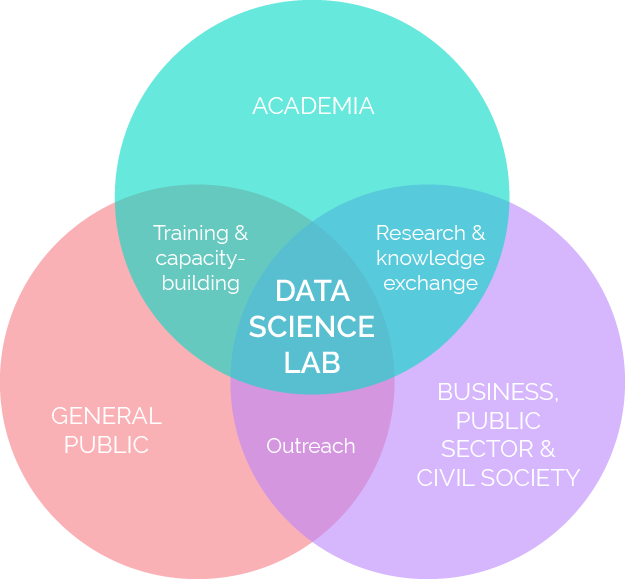 ACADEMIA
Training &
capacity-
building
Research &
knowledge
exchange
DATA
SCIENCE
LAB
GENERAL
PUBLIC
Outreach
BUSINESS,
PUBLIC
SECTOR &
CIVIL SOCIETY